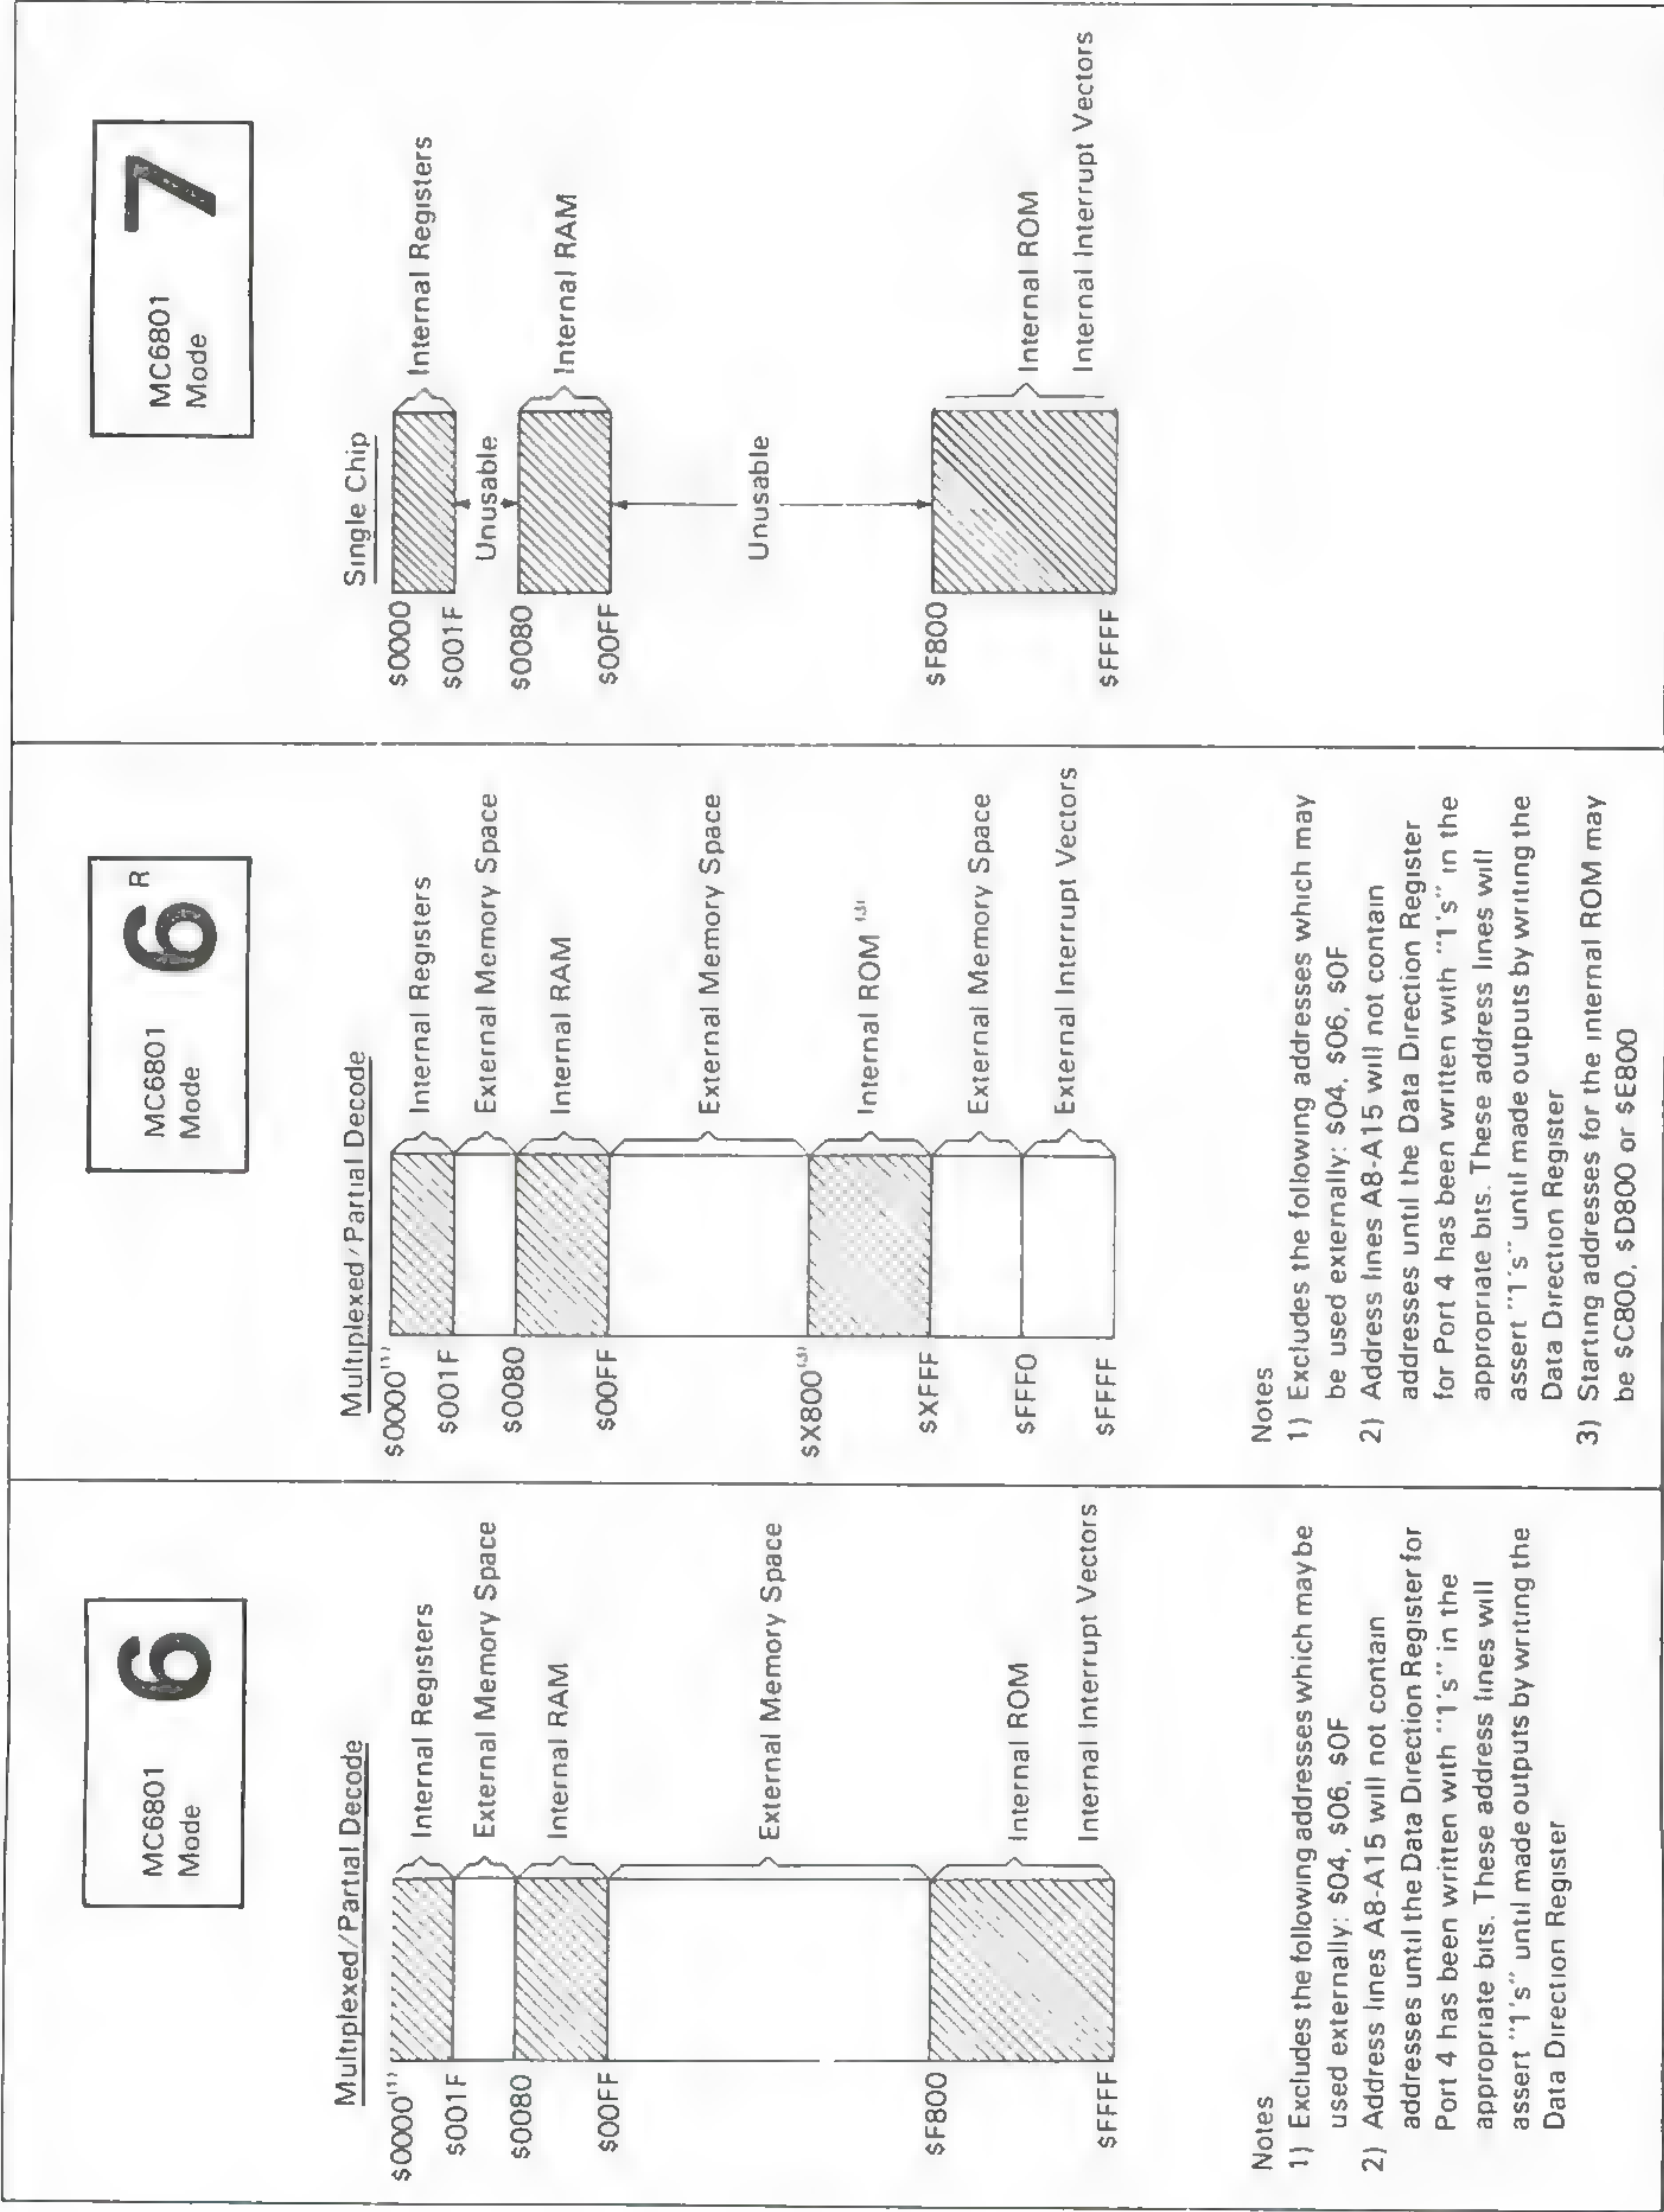 MC6801
Mode
6
Multiplexed/Partial Decode
$0000(1)
Internal Registers
$001F
External Memory Space
$0080
Internal RAM
$00FF
External Memory Space
$F800
Internal ROM
Internal Interrupt Vectors
$FFFF
Notes
1) Excludes the following addresses which may be
used externally: $04, $06, $0F
2) Address lines A8-A15 will not contain
addresses until the Data Direction Register for
Port 4 has been written with "1's" in the
appropriate bits. These address lines will
assert "1's" until made outputs by writing the
Data Direction Register
MC6801
Mode
6 R
Multiplexed/Partial Decode
$0000(1)
Internal Registers
$001F
External Memory Space
$0080
Internal RAM
$00FF
External Memory Space
$X800(3)
Internal ROM (3)
$XFFF
External Memory Space
$FFF0
External Interrupt Vectors
$FFFF
Notes
1) Excludes the following addresses which may
be used externally: $04, $06, $0F
2) Address lines A8-A15 will not contain
addresses until the Data Direction Register
for Port 4 has been written with "1's" in the
appropriate bits. These address lines will
assert "1's" until made outputs by writing the
Data Direction Register
3) Starting addresses for the internal ROM may
be $C800, $D800 or $E800
MC6801
Mode
7
Single Chip
$0000
Internal Registers
$001F
Unusable
$0080
Internal RAM
$00FF
Unusable
$F800
Internal ROM
Internal Interrupt Vectors
$FFFF